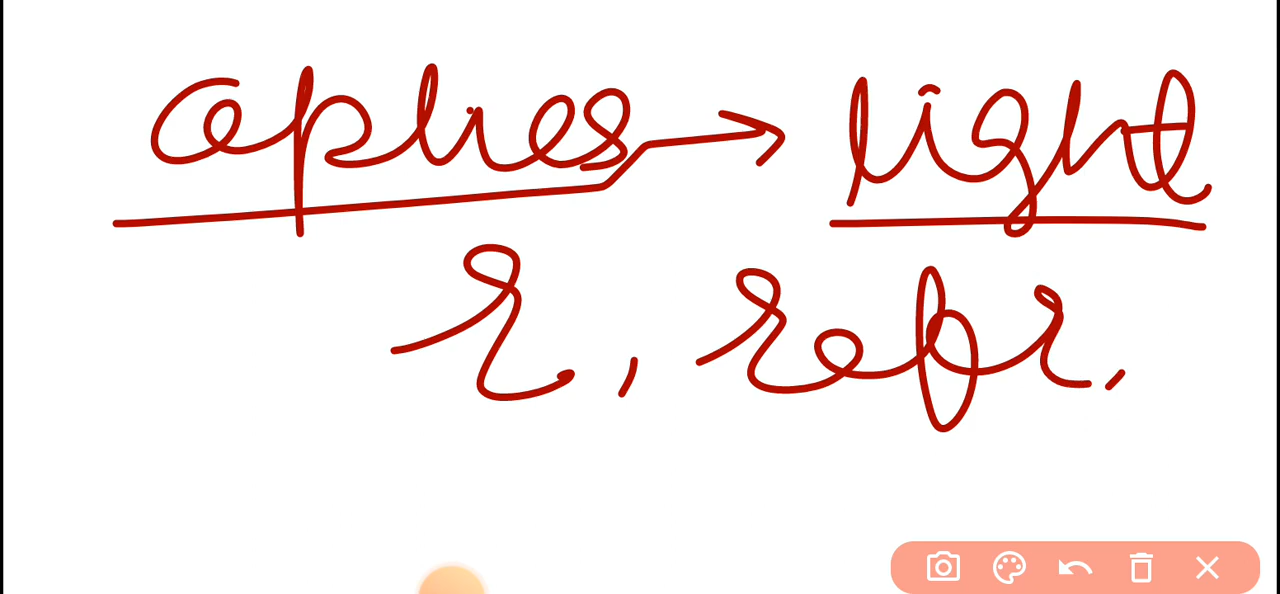 optics → light
r, refr,